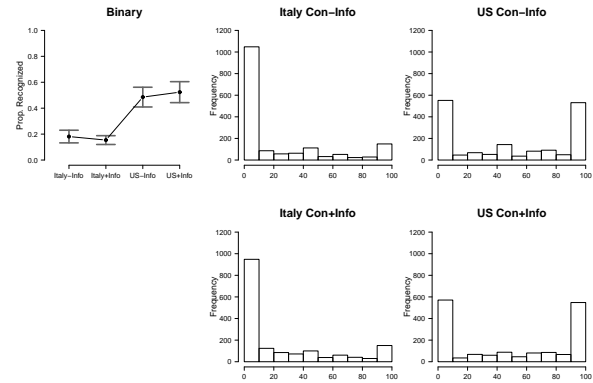 Binary
Prop. Recognized
1.0
0.8
0.6
0.4
0.2
0.0
Italy−Info
Italy+Info
US−Info
US+Info
Italy Con−Info
Frequency
1200
1000
800
600
400
200
0
0 20 40 60 80 100
US Con−Info
Frequency
1200
1000
800
600
400
200
0
0 20 40 60 80 100
Italy Con+Info
Frequency
1200
1000
800
600
400
200
0
0 20 40 60 80 100
US Con+Info
Frequency
1200
1000
800
600
400
200
0
0 20 40 60 80 100